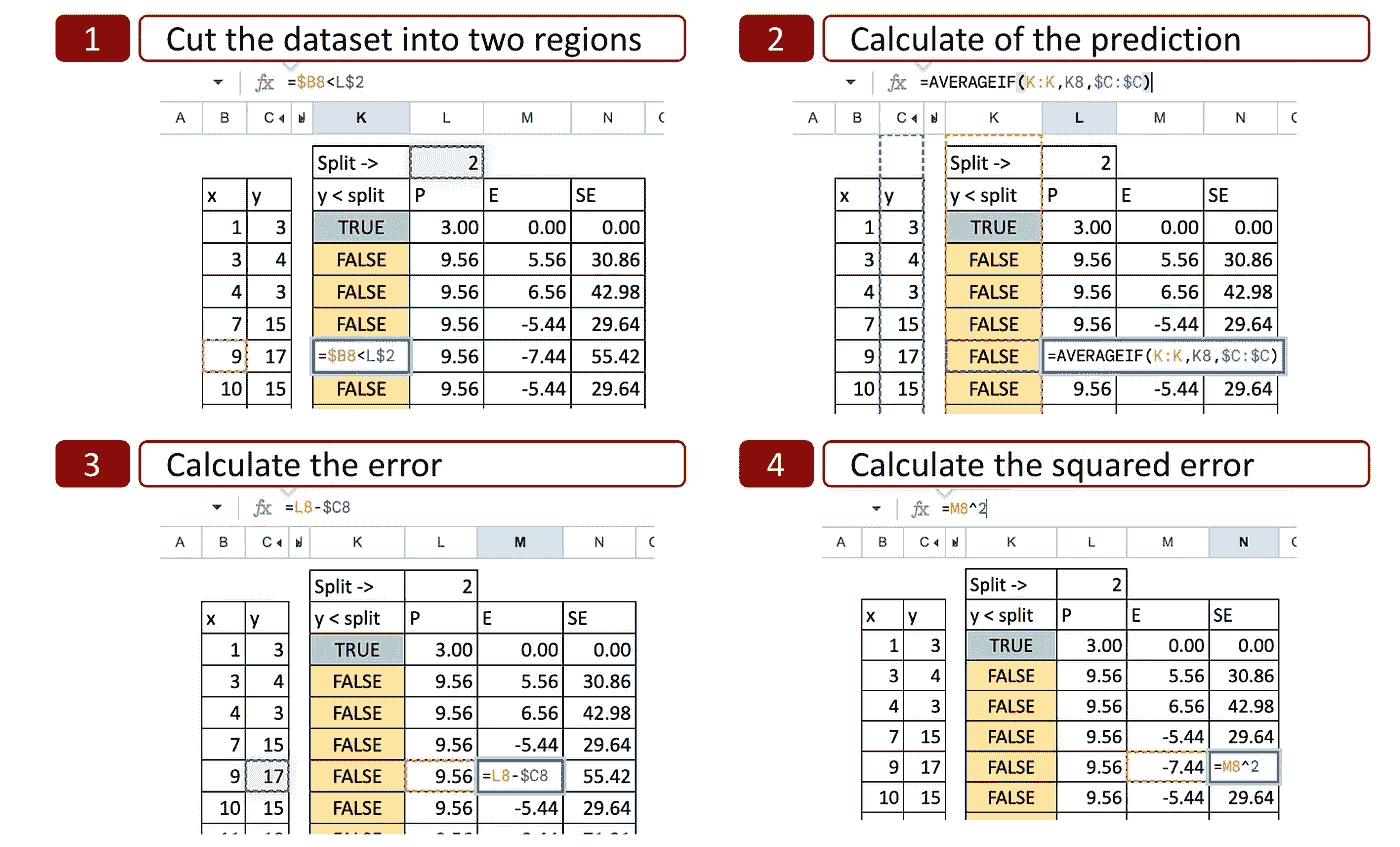 1 Cut the dataset into two regions
fx =$B8<L$2
A B C K L M N
Split -> 2
x y y < split P E SE
1 3 TRUE 3.00 0.00 0.00
3 4 FALSE 9.56 5.56 30.86
4 3 FALSE 9.56 6.56 42.98
7 15 FALSE 9.56 -5.44 29.64
9 17 =$B8<L$2 9.56 -7.44 55.42
10 15 FALSE 9.56 -5.44 29.64
2 Calculate of the prediction
fx =AVERAGEIF(K:K,K8,$C:$C)
A B C K L M N
Split -> 2
x y y < split P E SE
1 3 TRUE 3.00 0.00 0.00
3 4 FALSE 9.56 5.56 30.86
4 3 FALSE 9.56 6.56 42.98
7 15 FALSE 9.56 -5.44 29.64
9 17 FALSE =AVERAGEIF(K:K,K8,$C:$C)
10 15 FALSE 9.56 -5.44 29.64
3 Calculate the error
fx =L8-$C8
A B C K L M N
Split -> 2
x y y < split P E SE
1 3 TRUE 3.00 0.00 0.00
3 4 FALSE 9.56 5.56 30.86
4 3 FALSE 9.56 6.56 42.98
7 15 FALSE 9.56 -5.44 29.64
9 17 FALSE 9.56 =L8-$C8 55.42
10 15 FALSE 9.56 -5.44 29.64
4 Calculate the squared error
fx =M8^2
A B C K L M N
Split -> 2
x y y < split P E SE
1 3 TRUE 3.00 0.00 0.00
3 4 FALSE 9.56 5.56 30.86
4 3 FALSE 9.56 6.56 42.98
7 15 FALSE 9.56 -5.44 29.64
9 17 FALSE 9.56 -7.44 =M8^2
10 15 FALSE 9.56 -5.44 29.64